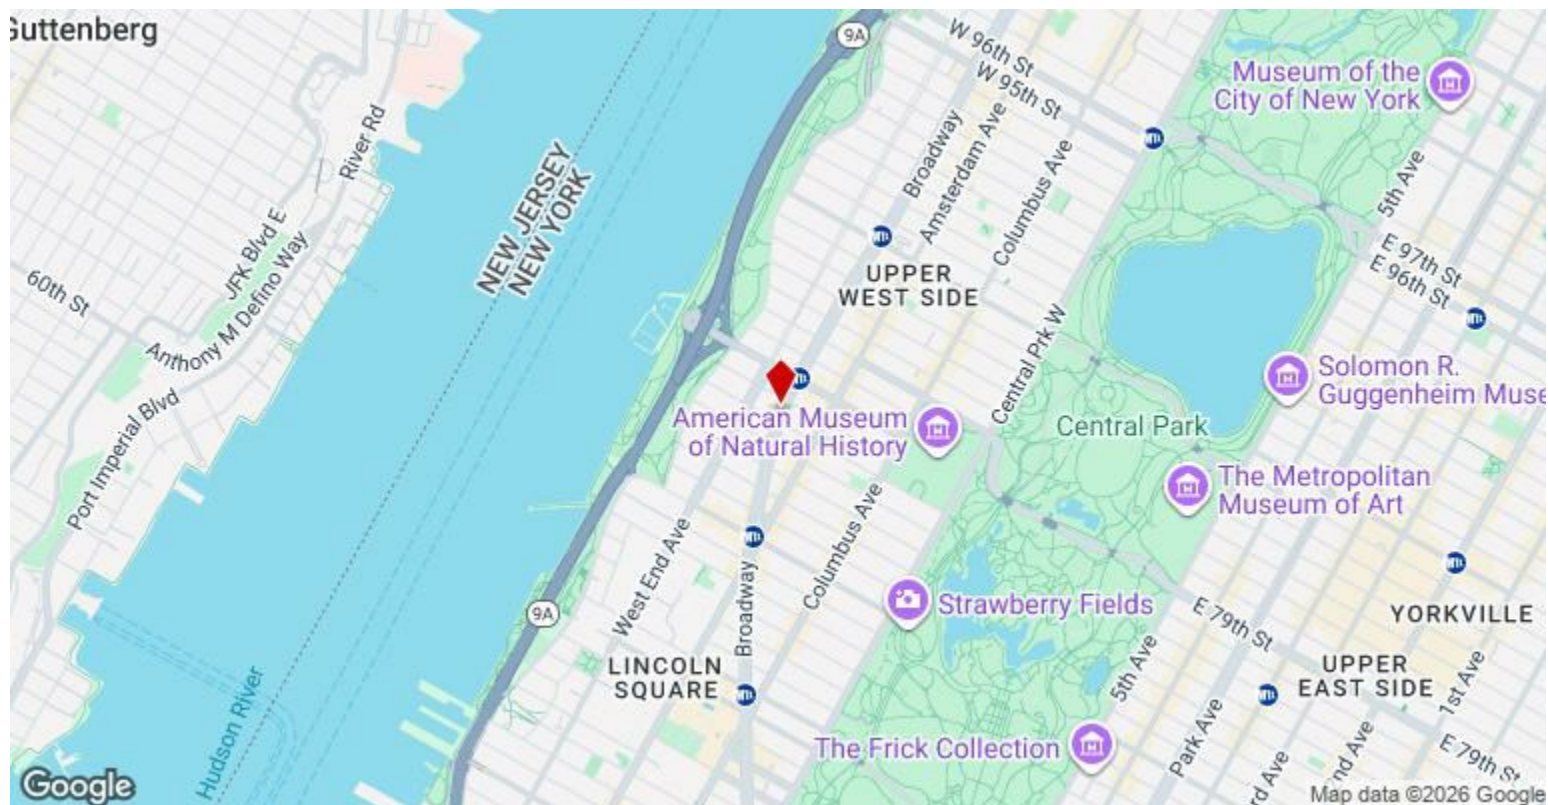 Guttenberg
9A
W 96th St
W 95th St
Museum of the
City of New York
River Rd
Broadway
Amsterdam Ave
Columbus Ave
5th Ave
NEW JERSEY
NEW YORK
JFK Blvd E
Anthony M Defino Way
60th St
UPPER
WEST SIDE
E 97th St
E 96th St
Central Prk W
Solomon R.
Guggenheim Muse
Port Imperial Blvd
American Museum
of Natural History
Central Park
The Metropolitan
Museum of Art
West End Ave
Broadway
Columbus Ave
Strawberry Fields
9A
E 79th St
YORKVILLE
LINCOLN
SQUARE
UPPER
EAST SIDE
5th Ave
1st Ave
Hudson River
The Frick Collection
Park Ave
rd Ave
nd Ave
E 79th St
Google
Map data ©2026 Google